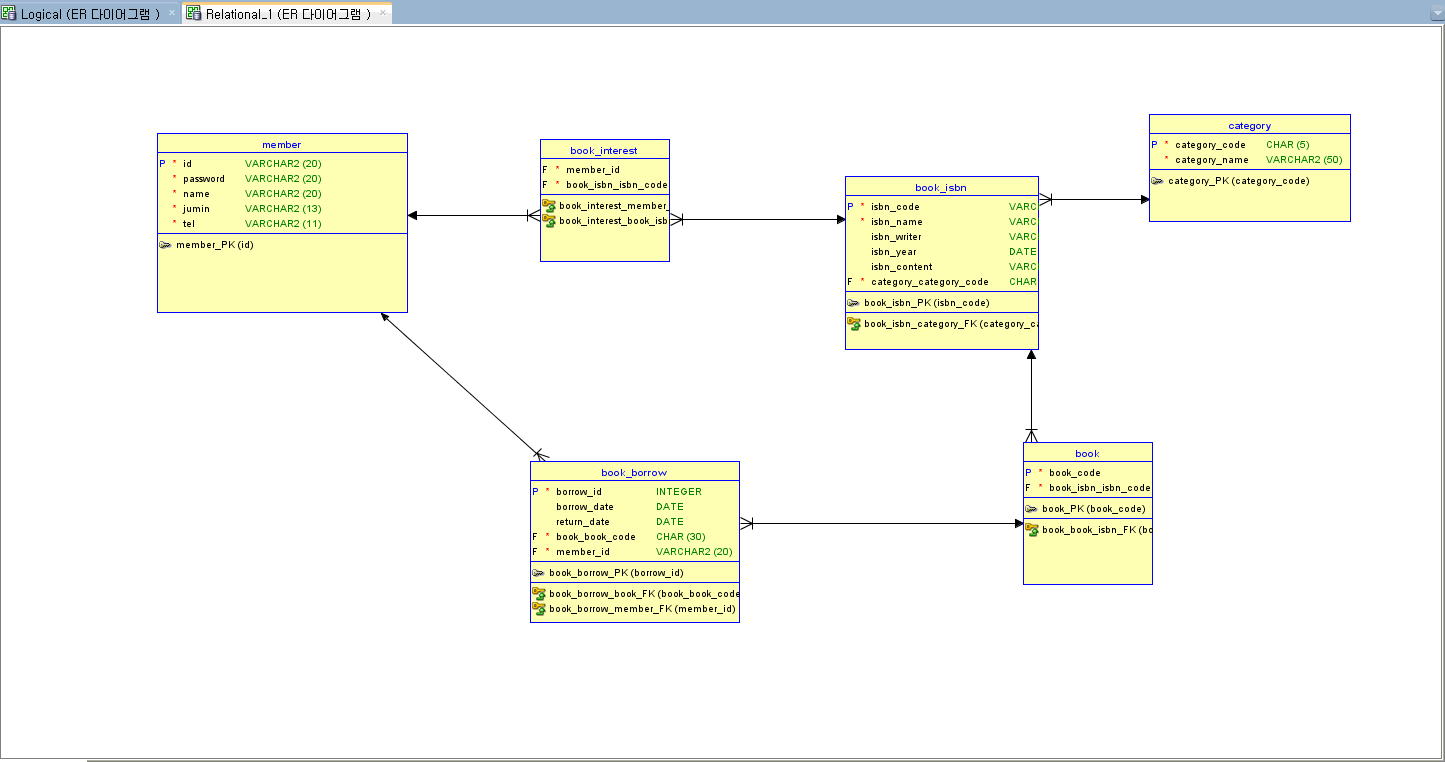 Logical (ER 다이어그램 )
Relational_1 (ER 다이어그램 )
member
P * id VARCHAR2 (20)
* password VARCHAR2 (20)
* name VARCHAR2 (20)
* jumin VARCHAR2 (13)
* tel VARCHAR2 (11)
member_PK (id)
book_interest
F * member_id
F * book_isbn_isbn_code
book_interest_member_
book_interest_book_isb
book_isbn
P * isbn_code VARC
* isbn_name VARC
isbn_writer VARC
isbn_year DATE
isbn_content VARC
F * category_category_code CHAR
book_isbn_PK (isbn_code)
book_isbn_category_FK (category_ca
category
P * category_code CHAR (5)
* category_name VARCHAR2 (50)
category_PK (category_code)
book_borrow
P * borrow_id INTEGER
borrow_date DATE
return_date DATE
F * book_book_code CHAR (30)
F * member_id VARCHAR2 (20)
book_borrow_PK (borrow_id)
book_borrow_book_FK (book_book_code
book_borrow_member_FK (member_id)
book
P * book_code
F * book_isbn_isbn_code
book_PK (book_code)
book_book_isbn_FK (bo